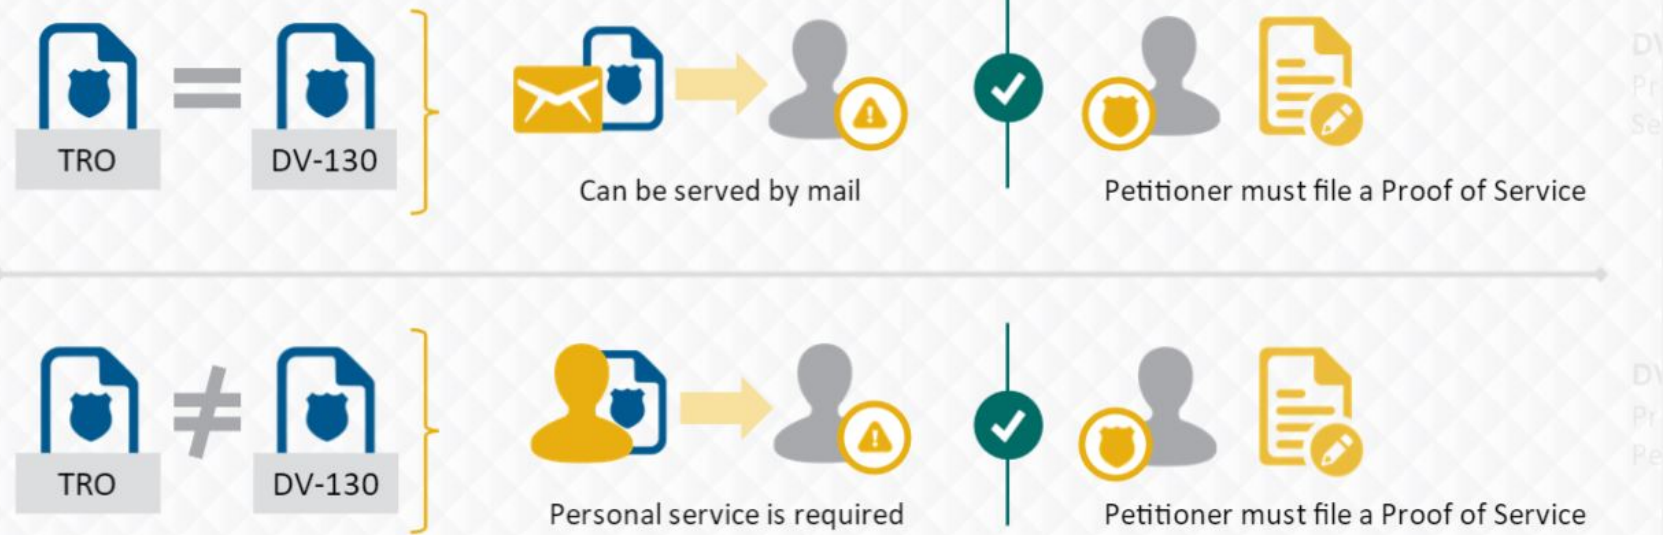 TRO
DV-130
Can be served by mail
Petitioner must file a Proof of Service
TRO
DV-130
Personal service is required
Petitioner must file a Proof of Service